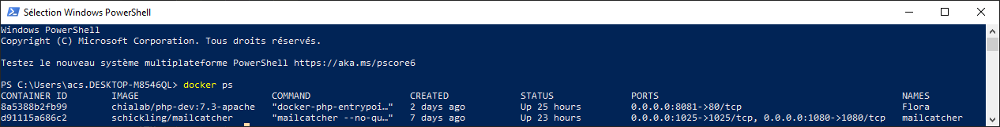 Sélection Windows PowerShell
Windows PowerShell
Copyright (C) Microsoft Corporation. Tous droits réservés.
Testez le nouveau système multiplateforme PowerShell https://aka.ms/pscore6
PS C:\Users\acs.DESKTOP-M8546QL> docker ps
CONTAINER ID IMAGE COMMAND CREATED STATUS PORTS NAMES
8a5388b2fb99 chialab/php-dev:7.3-apache "docker-php-entrypoi…" 2 days ago Up 25 hours 0.0.0.0:8081->80/tcp Flora
d91115a686c2 schickling/mailcatcher "mailcatcher --no-qu…" 7 days ago Up 23 hours 0.0.0.0:1025->1025/tcp, 0.0.0.0:1080->1080/tcp mailcatcher